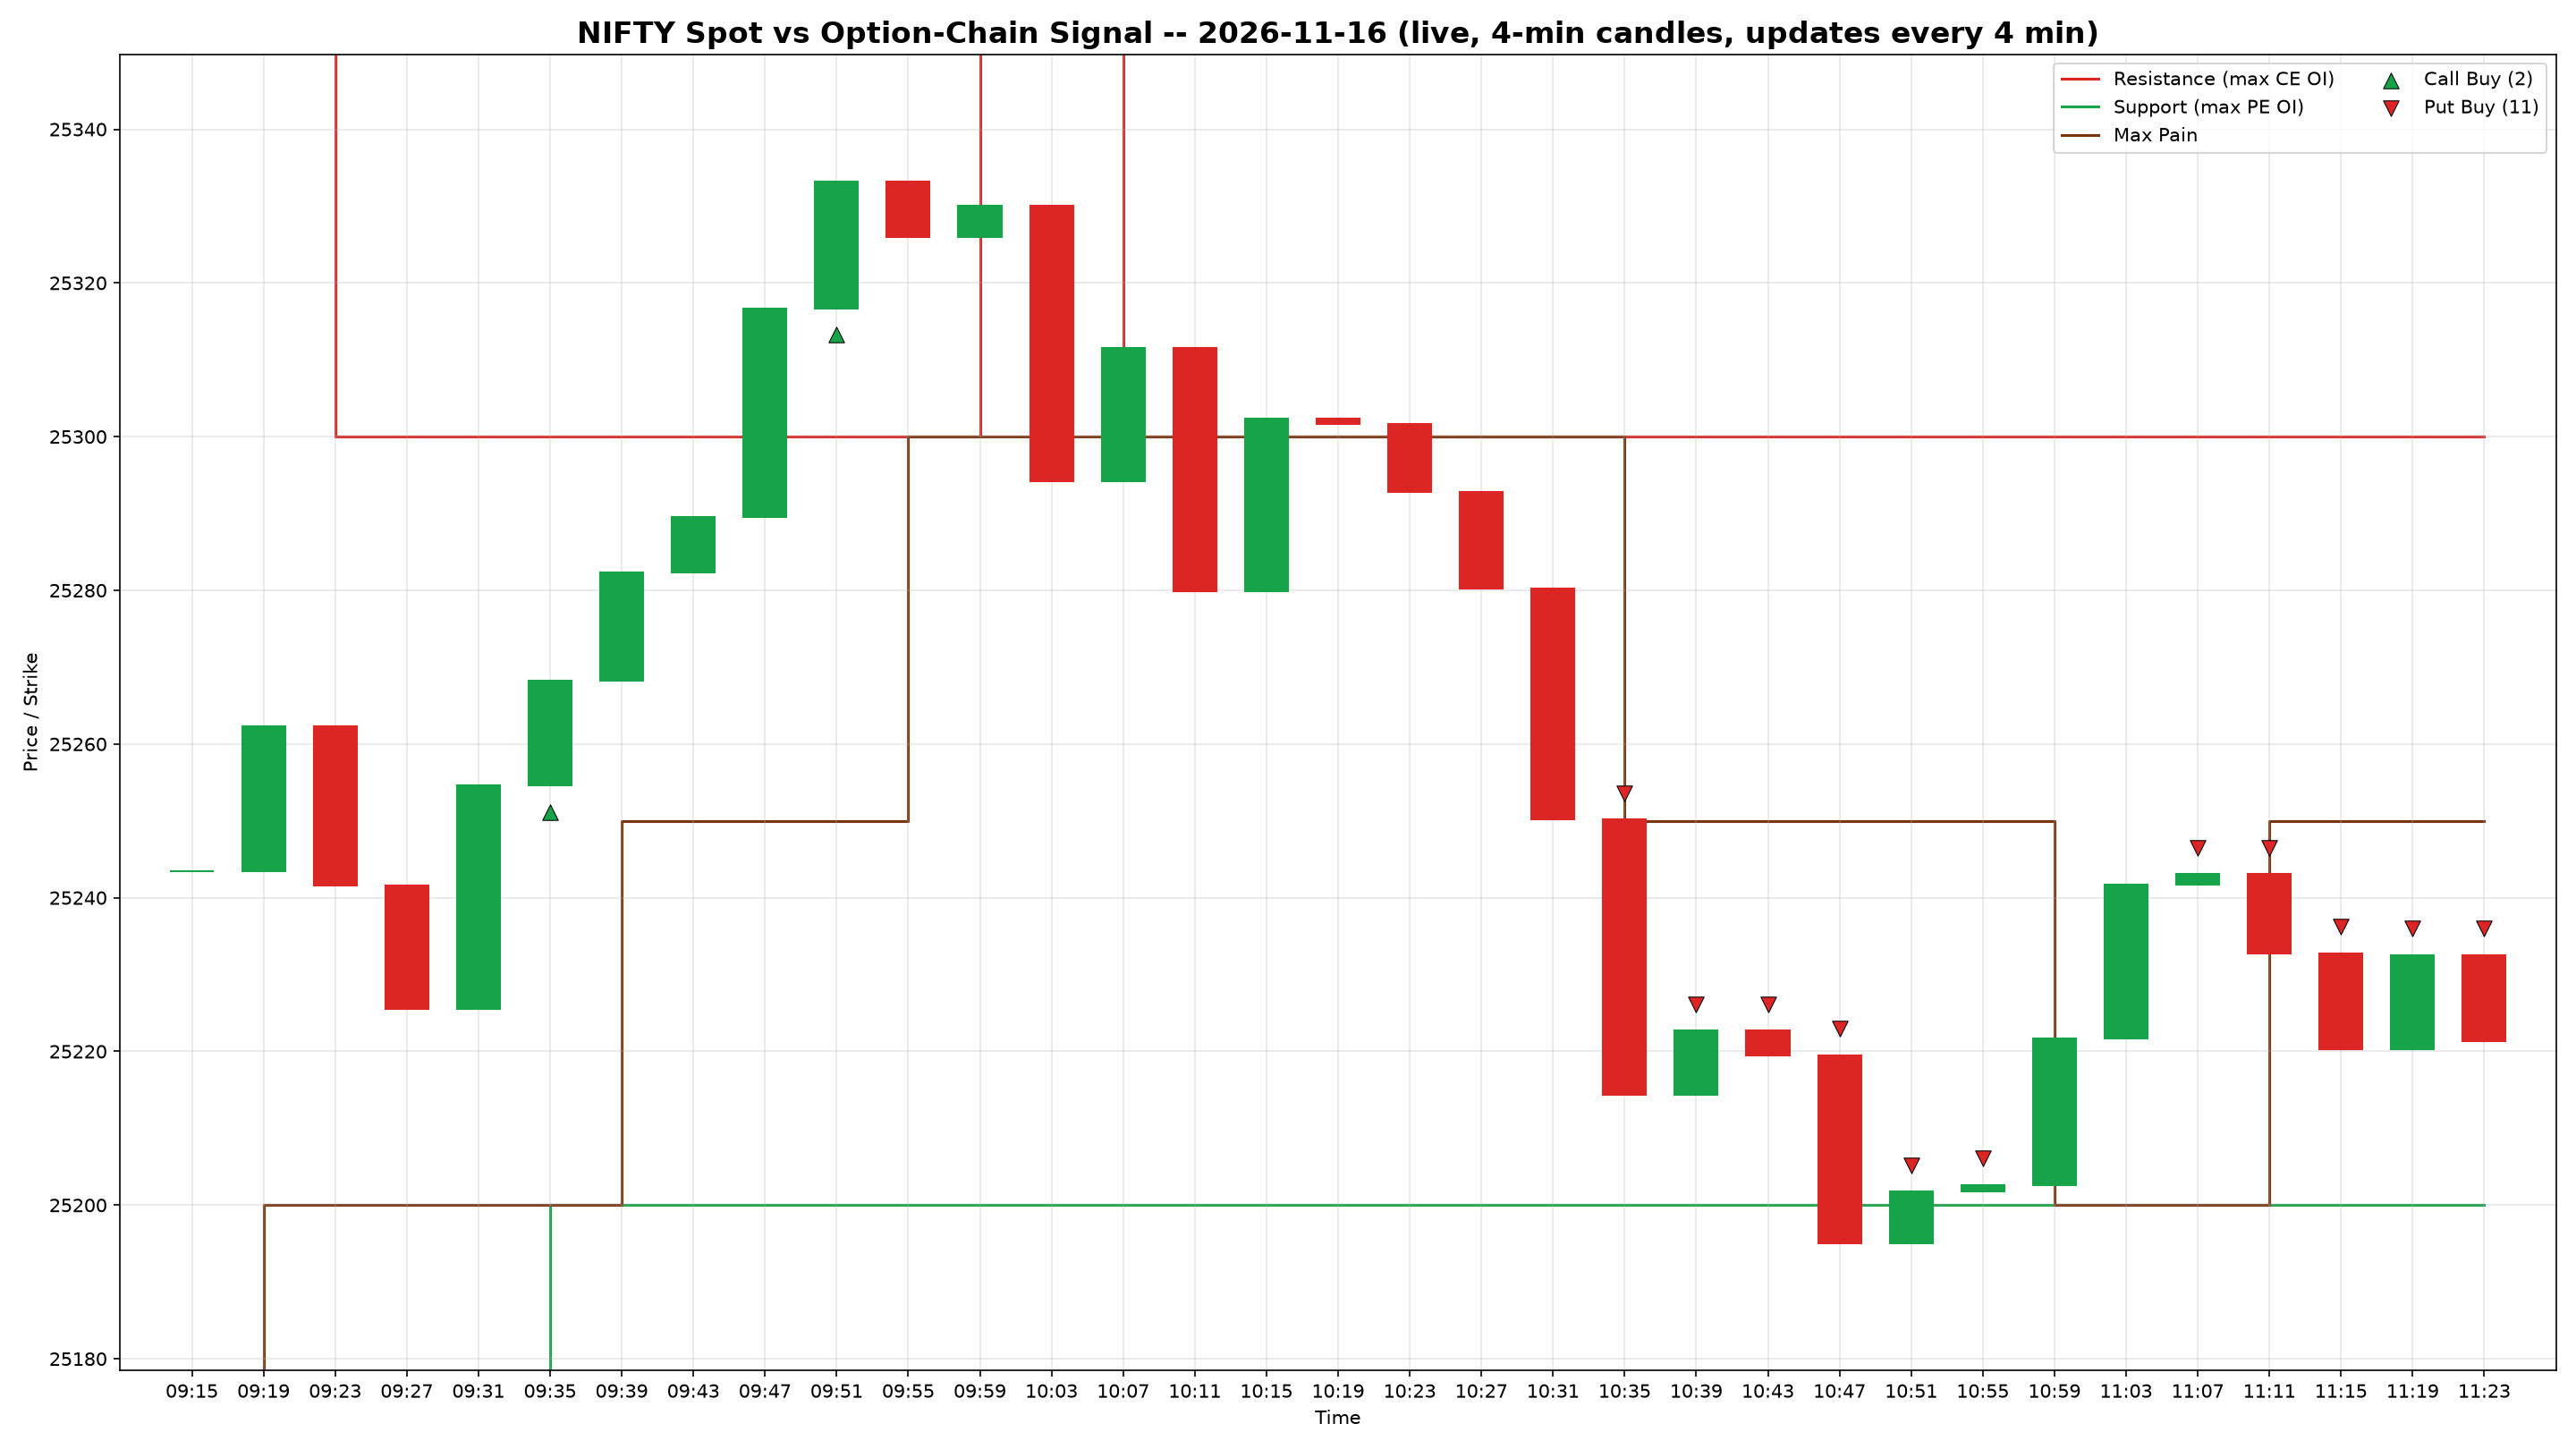 NIFTY Spot vs Option-Chain Signal -- 2026-11-16 (live, 4-min candles, updates every 4 min)
Resistance (max CE OI)
Support (max PE OI)
Max Pain
Call Buy (2)
Put Buy (11)
Price / Strike
25340
25320
25300
25280
25260
25240
25220
25200
25180
09:15 09:19 09:23 09:27 09:31 09:35 09:39 09:43 09:47 09:51 09:55 09:59 10:03 10:07 10:11 10:15 10:19 10:23 10:27 10:31 10:35 10:39 10:43 10:47 10:51 10:55 10:59 11:03 11:07 11:11 11:15 11:19 11:23
Time